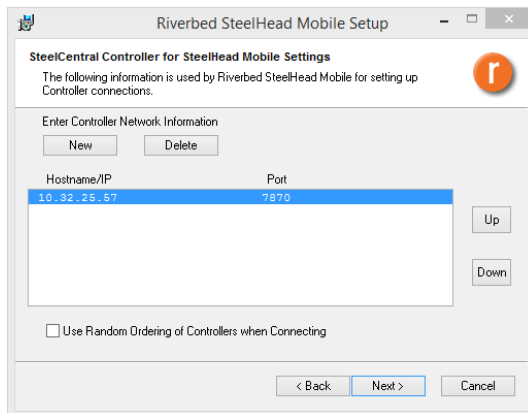 Riverbed SteelHead Mobile Setup
SteelCentral Controller for SteelHead Mobile Settings
The following information is used by Riverbed SteelHead Mobile for setting up
Controller connections.
r
Enter Controller Network Information
New Delete
Hostname/IP Port
10.32.25.57 7870
Up
Down
Use Random Ordering of Controllers when Connecting
< Back Next > Cancel